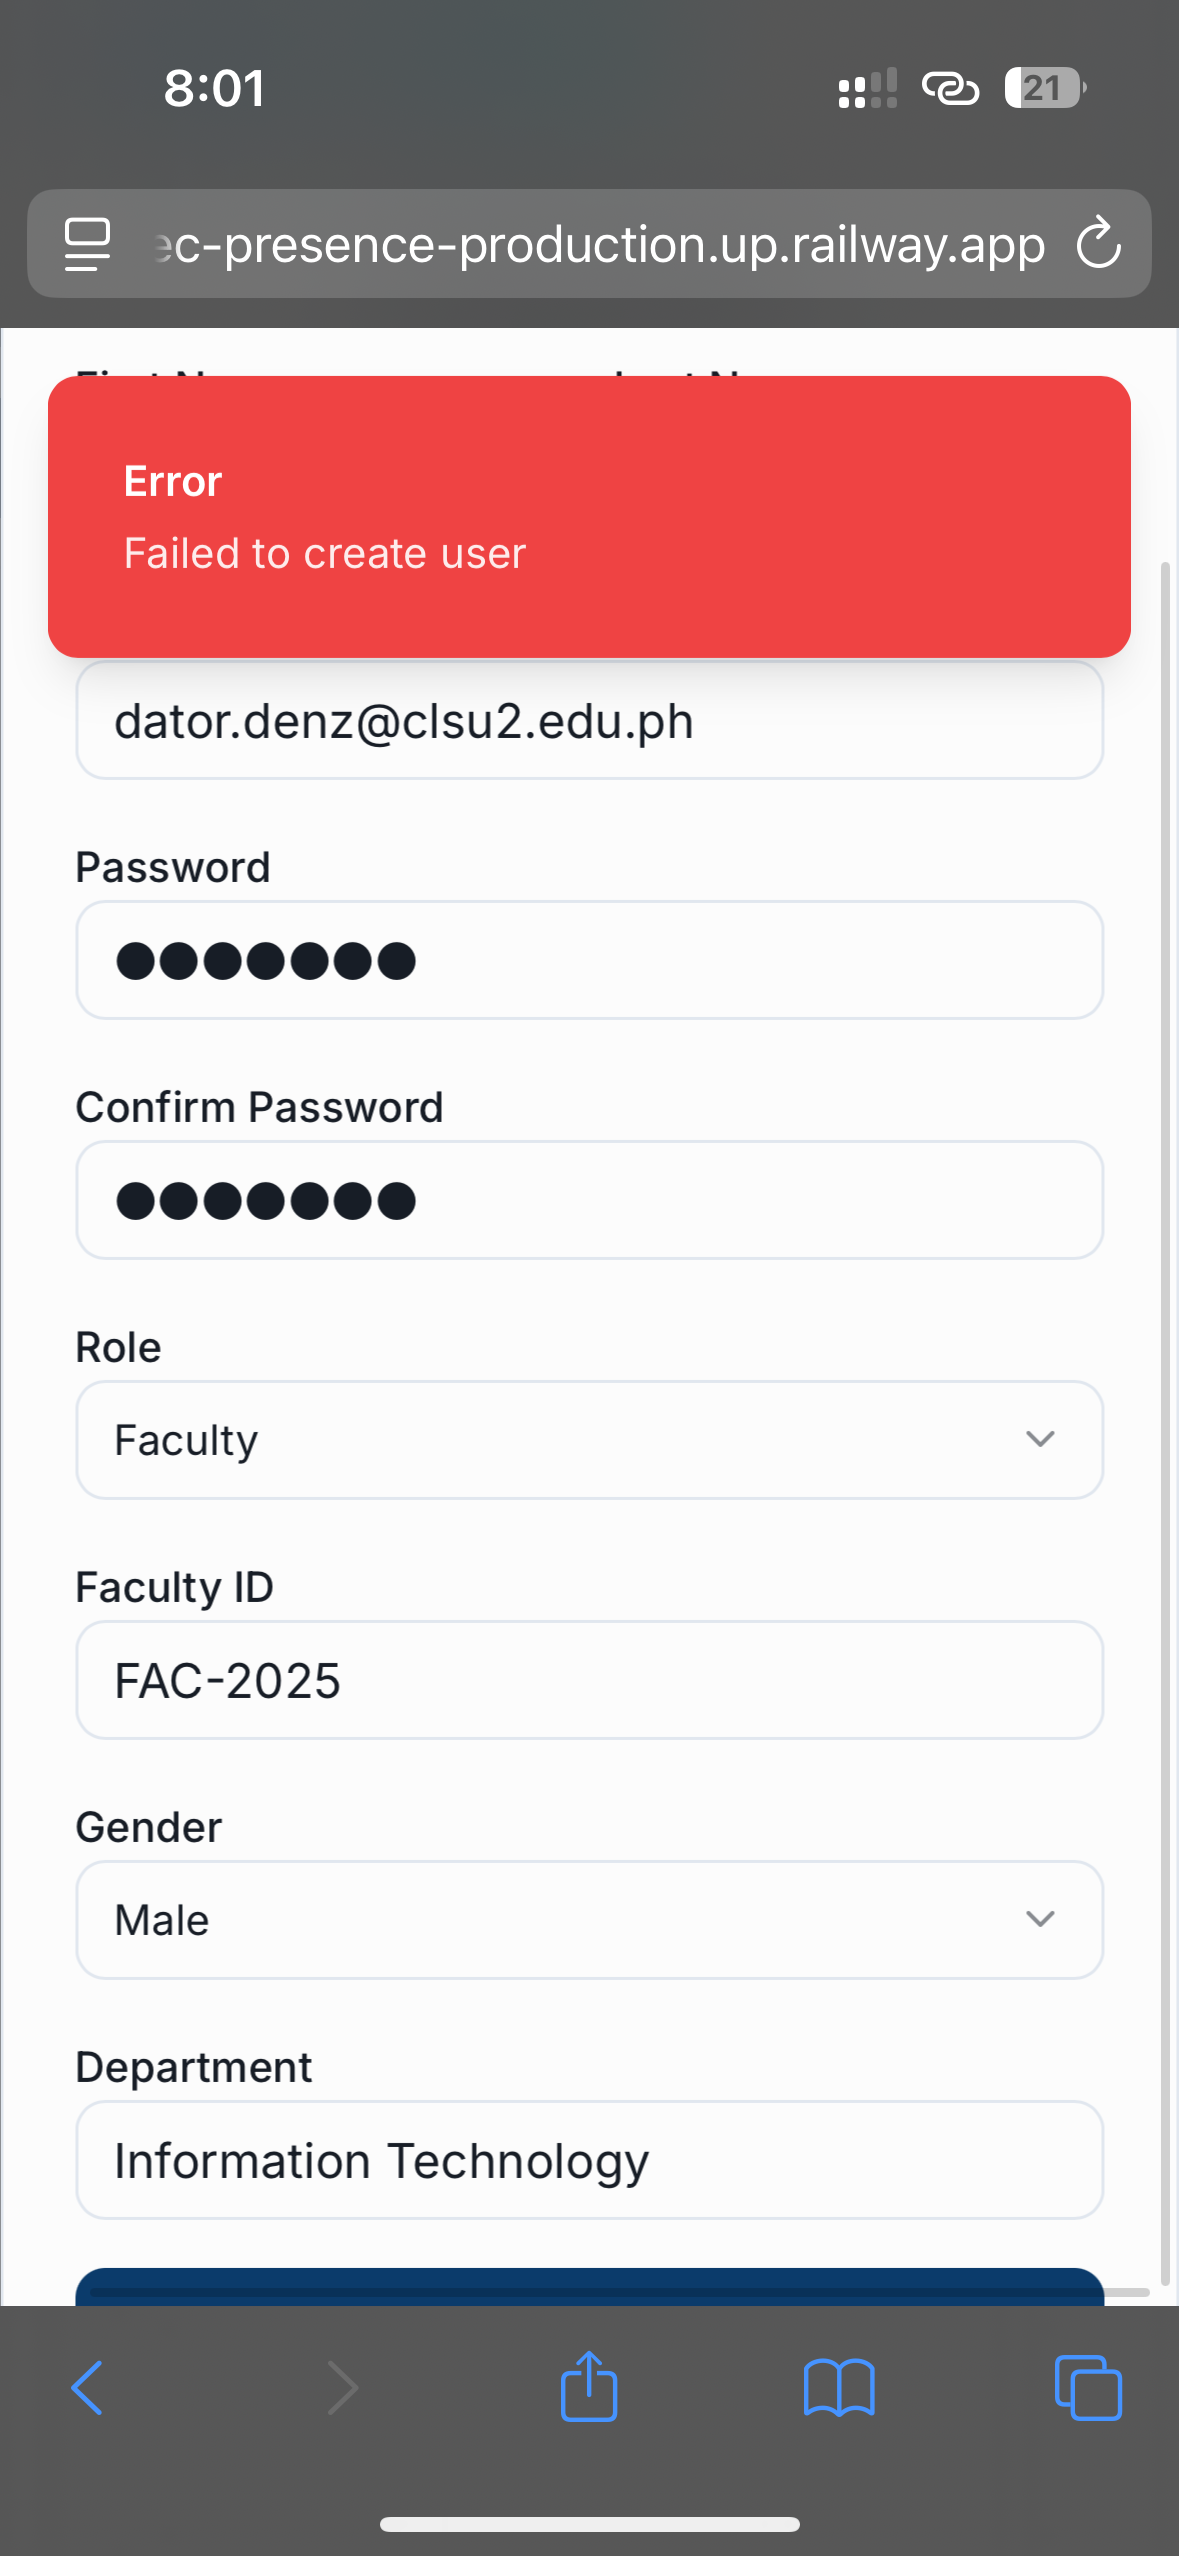 8:01
21
ec-presence-production.up.railway.app
Error
Failed to create user
dator.denz@clsu2.edu.ph
Password
Confirm Password
Role
Faculty
Faculty ID
FAC-2025
Gender
Male
Department
Information Technology